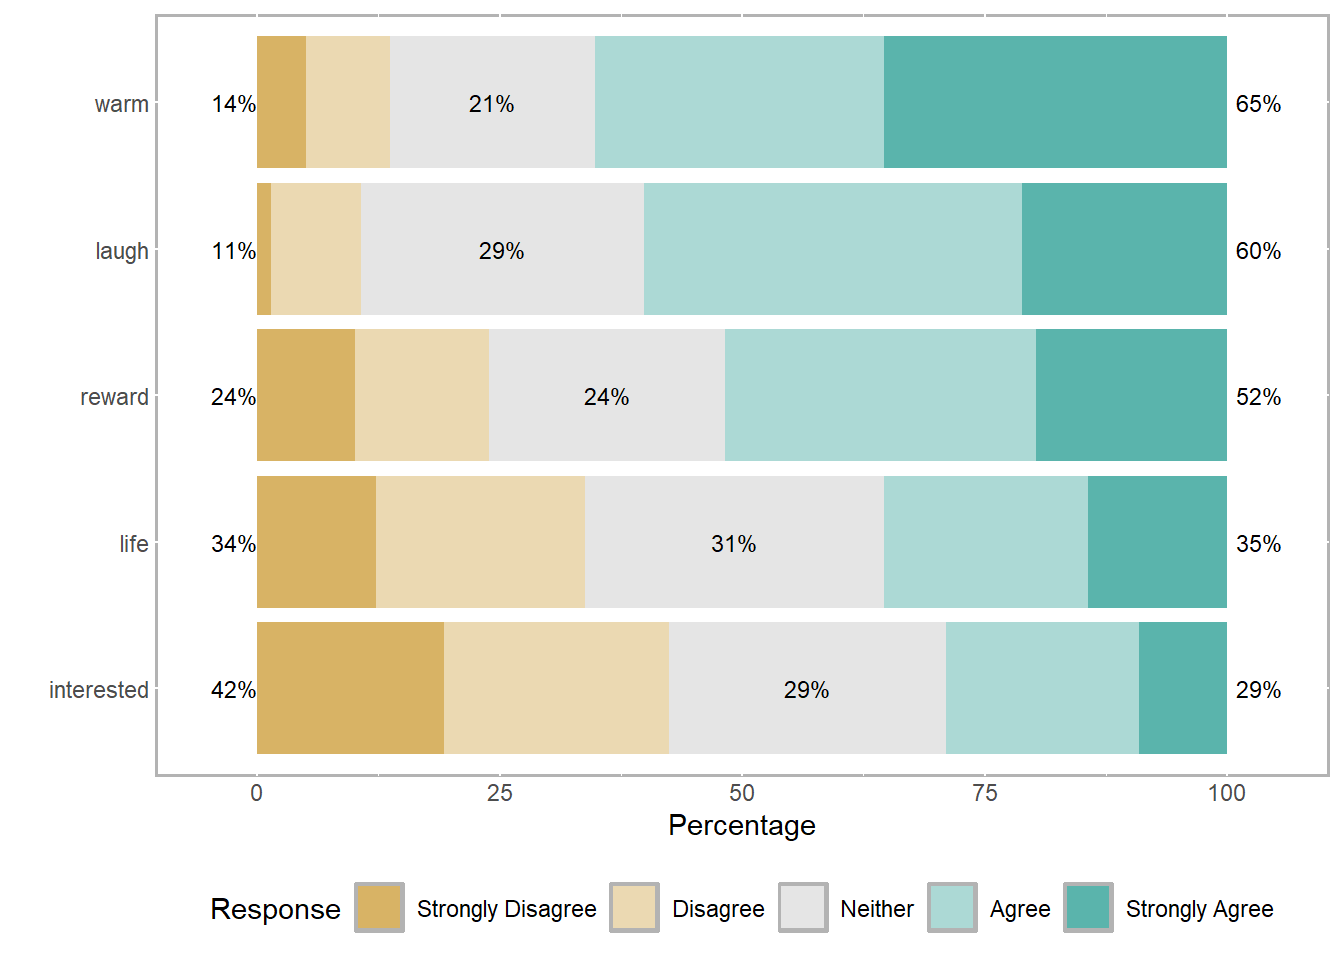 warm 14% 21% 65%
laugh 11% 29% 60%
reward 24% 24% 52%
life 34% 31% 35%
interested 42% 29% 29%
0 25 50 75 100
Percentage
Response Strongly Disagree Disagree Neither Agree Strongly Agree